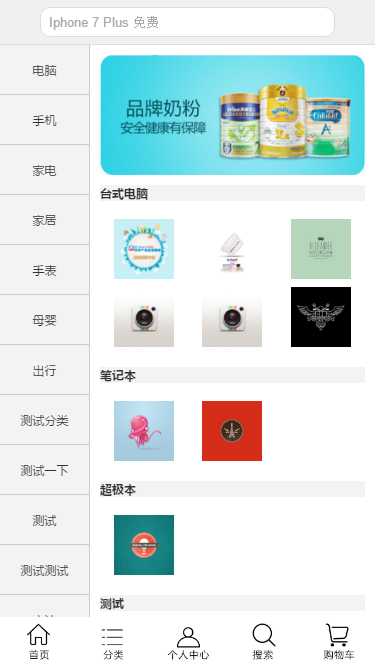 Iphone 7 Plus 免费
电脑
手机
家电
家居
手表
母婴
出行
测试分类
测试一下
测试
测试测试
品牌奶粉
安全健康有保障
Friso
Enfamil
A+
台式电脑
笔记本
超极本
测试
首页
分类
个人中心
搜索
购物车